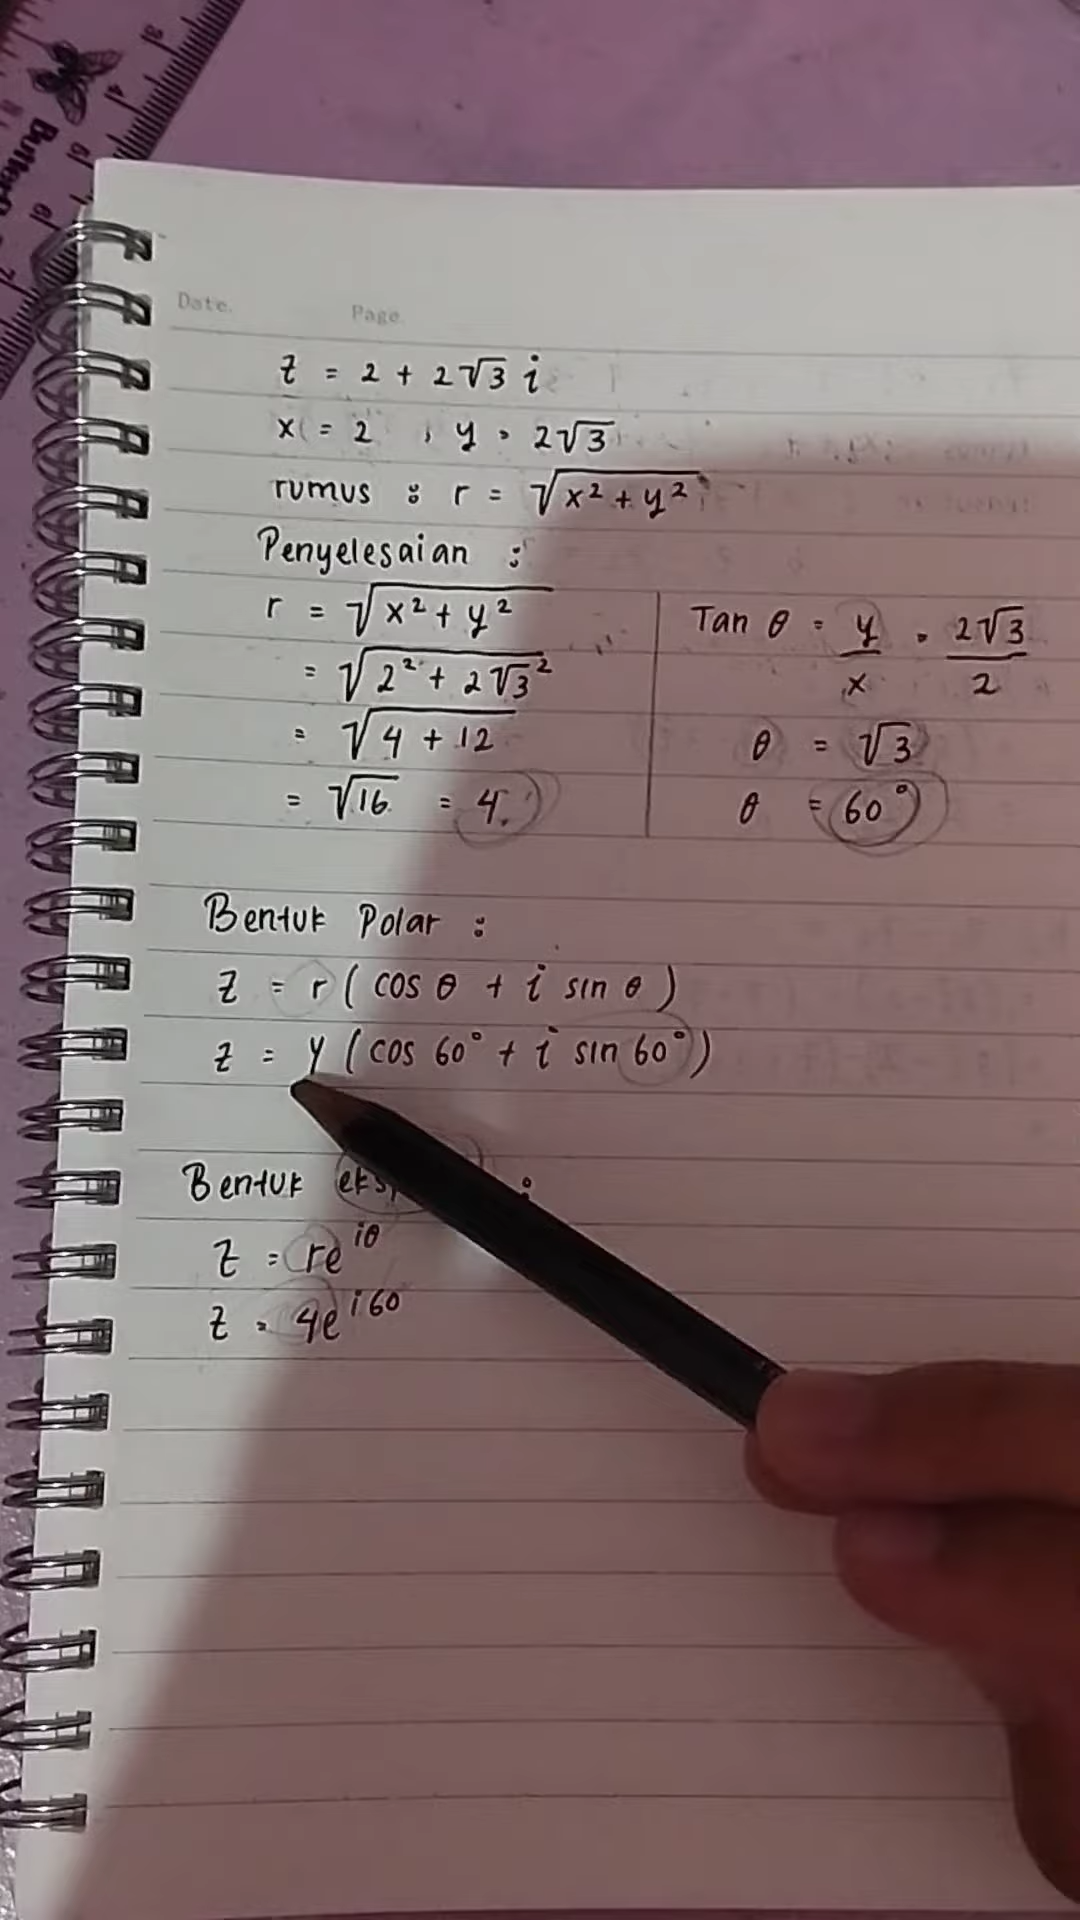 Date. Page.
z = 2 + 2√3 i
x = 2 , y = 2√3
rumus : r = √x² + y²
Penyelesaian :
r = √x² + y²
= √2² + 2√3²
= √4 + 12
= √16 = 4
Tan θ = y/x = 2√3/2
θ = √3
θ = 60°
Bentuk Polar :
z = r ( cos θ + i sin θ )
z = 4 ( cos 60° + i sin 60° )
Bentuk :
z = re^iθ
z = 4e^i60